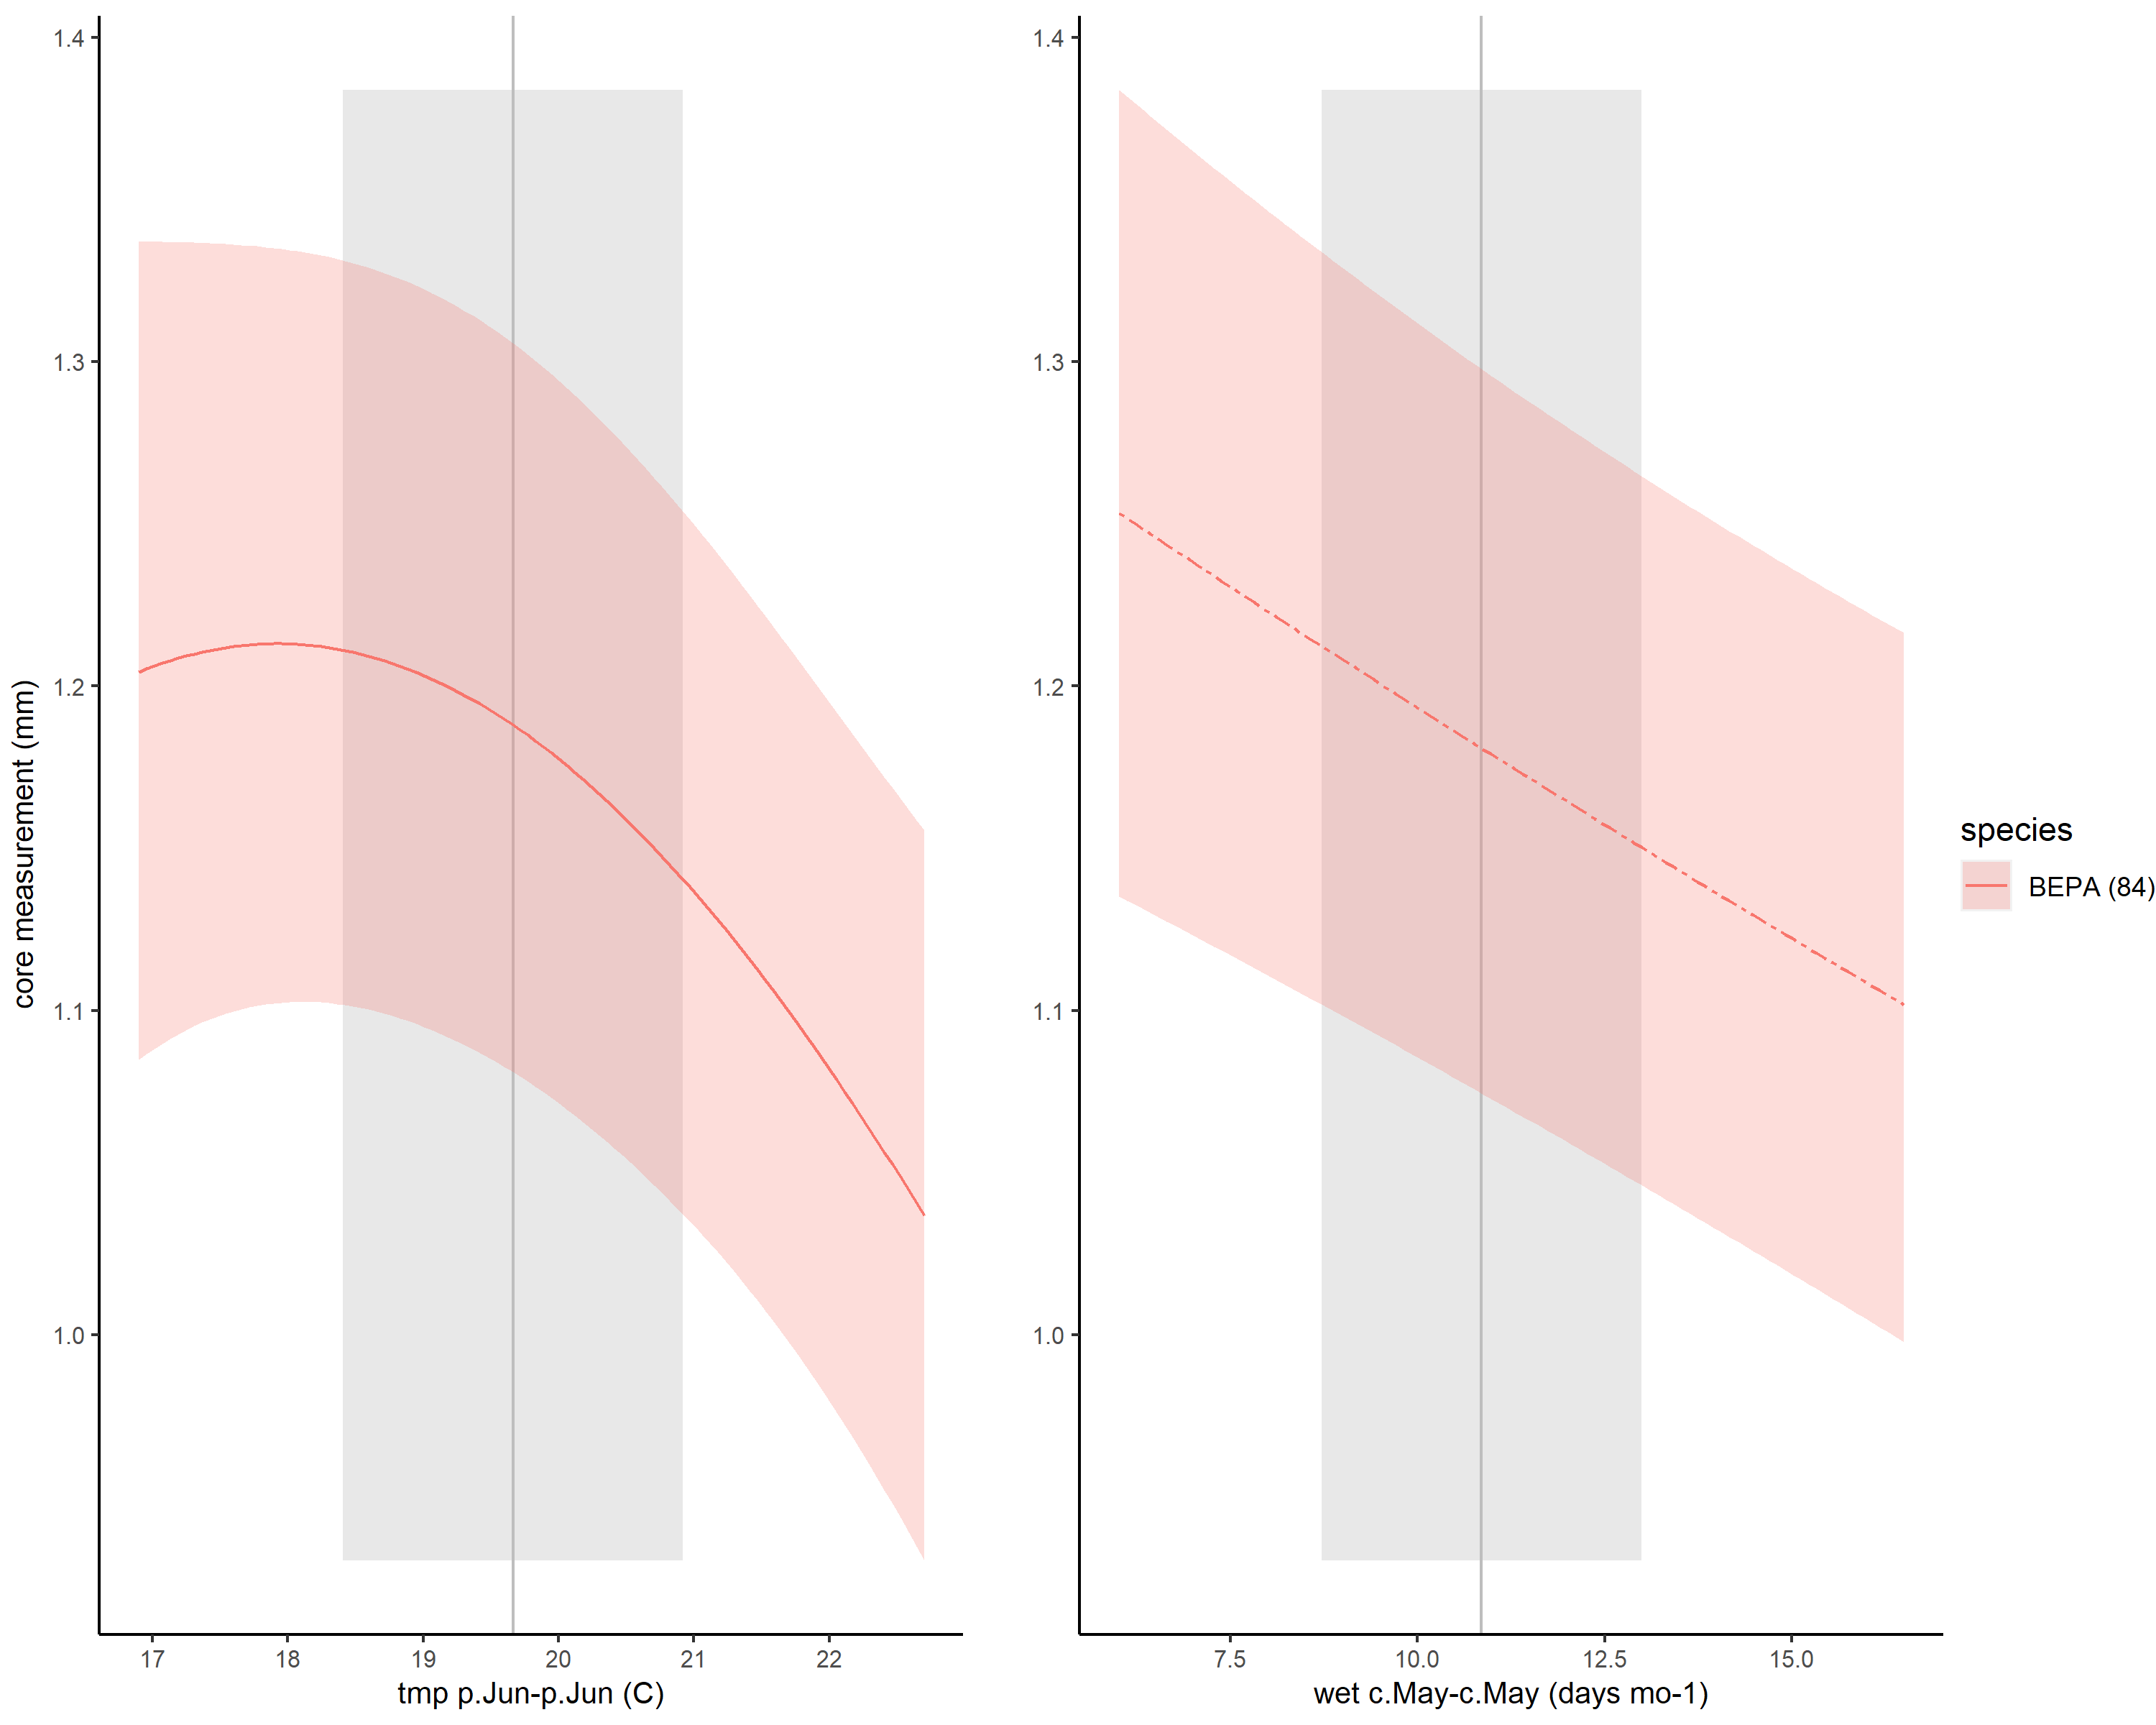 core measurement (mm)
1.4
1.3
1.2
1.1
1.0
17 18 19 20 21 22
tmp p.Jun-p.Jun (C)
1.4
1.3
1.2
1.1
1.0
7.5 10.0 12.5 15.0
wet c.May-c.May (days mo-1)
species
BEPA (84)